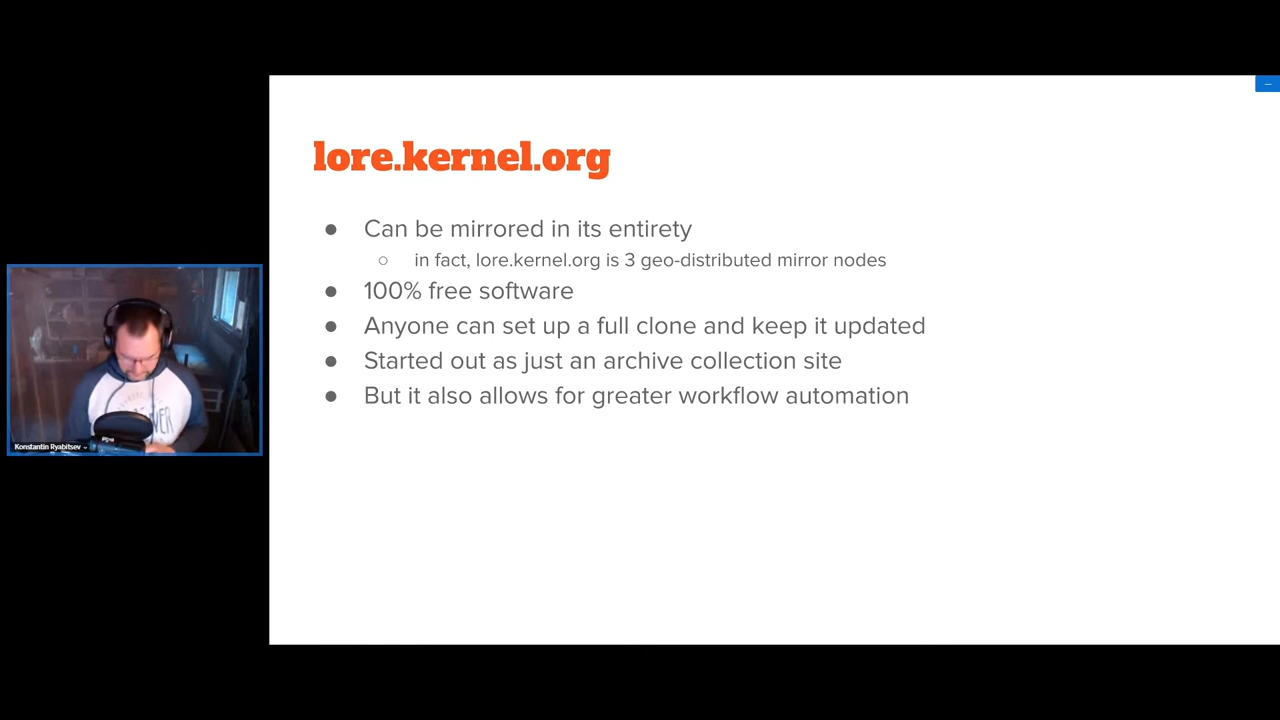 lore.kernel.org
● Can be mirrored in its entirety
○ in fact, lore.kernel.org is 3 geo-distributed mirror nodes
● 100% free software
● Anyone can set up a full clone and keep it updated
● Started out as just an archive collection site
● But it also allows for greater workflow automation
Konstantin Ryabitsev